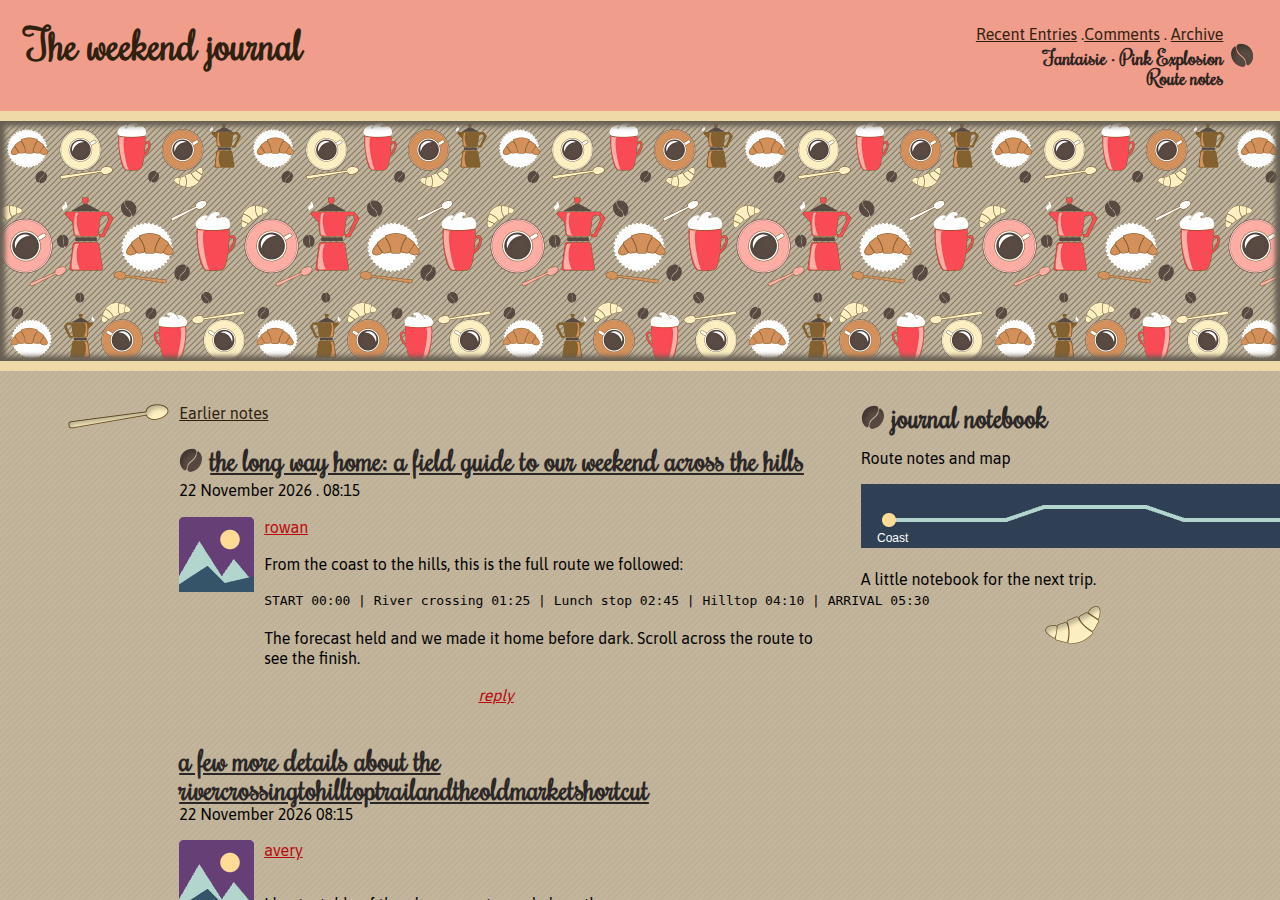 The weekend journal
Recent Entries .Comments . Archive
Fantaisie · Pink Explosion
Route notes
Earlier notes
the long way home: a field guide to our weekend across the hills
22 November 2026 . 08:15
rowan
From the coast to the hills, this is the full route we followed:
START 00:00 | River crossing 01:25 | Lunch stop 02:45 | Hilltop 04:10 | ARRIVAL 05:30
The forecast held and we made it home before dark. Scroll across the route to
see the finish.
reply
a few more details about the
rivercrossingtohilltoptrailandtheoldmarketshortcut
22 November 2026 08:15
avery
journal notebook
Route notes and map
Coast
A little notebook for the next trip.